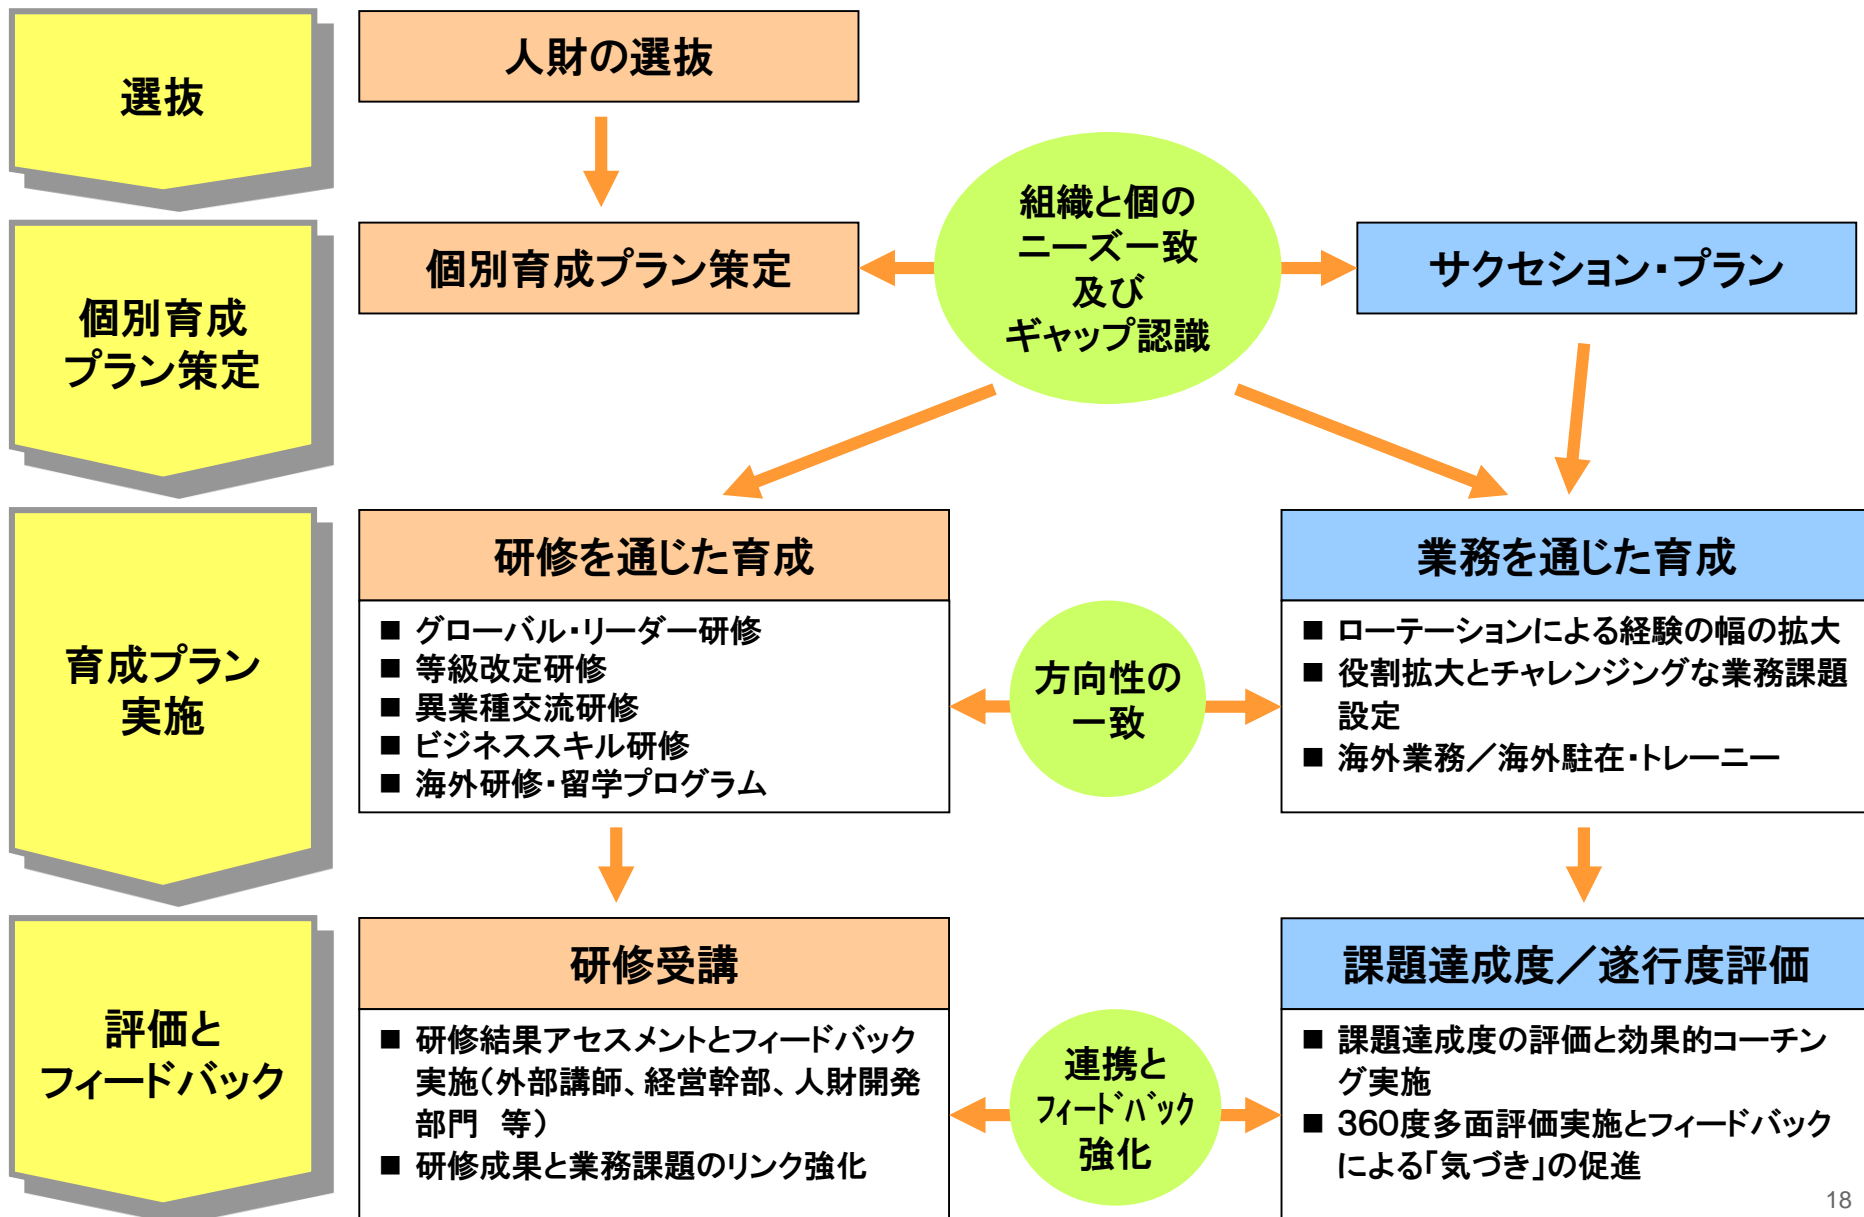 選抜
人財の選抜
組織と個の
ニーズ一致
及び
ギャップ認識
個別育成
プラン策定
個別育成プラン策定
サクセション・プラン
育成プラン
実施
研修を通じた育成
■ グローバル・リーダー研修
■ 等級改定研修
■ 異業種交流研修
■ ビジネススキル研修
■ 海外研修・留学プログラム
方向性の
一致
業務を通じた育成
■ ローテーションによる経験の幅の拡大
■ 役割拡大とチャレンジングな業務課題
設定
■ 海外業務／海外駐在・トレーニー
評価と
フィードバック
研修受講
■ 研修結果アセスメントとフィードバック
実施（外部講師、経営幹部、人財開発
部門　等）
■ 研修成果と業務課題のリンク強化
連携と
ﾌィｰﾄﾞﾊﾞｯｸ
強化
課題達成度／遂行度評価
■ 課題達成度の評価と効果的コーチン
グ実施
■ 360度多面評価実施とフィードバック
による「気づき」の促進
18